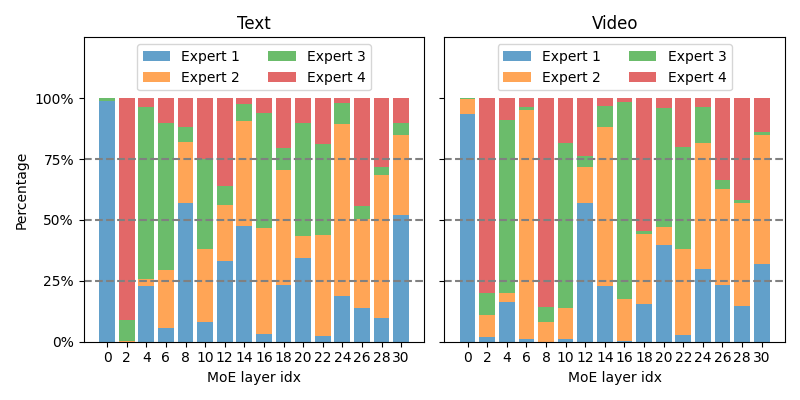 Text
Video
Expert 1
Expert 3
Expert 2
Expert 4
Expert 1
Expert 3
Expert 2
Expert 4
Percentage
100%
75%
50%
25%
0%
0 2 4 6 8 10 12 14 16 18 20 22 24 26 28 30
0 2 4 6 8 10 12 14 16 18 20 22 24 26 28 30
MoE layer idx
MoE layer idx